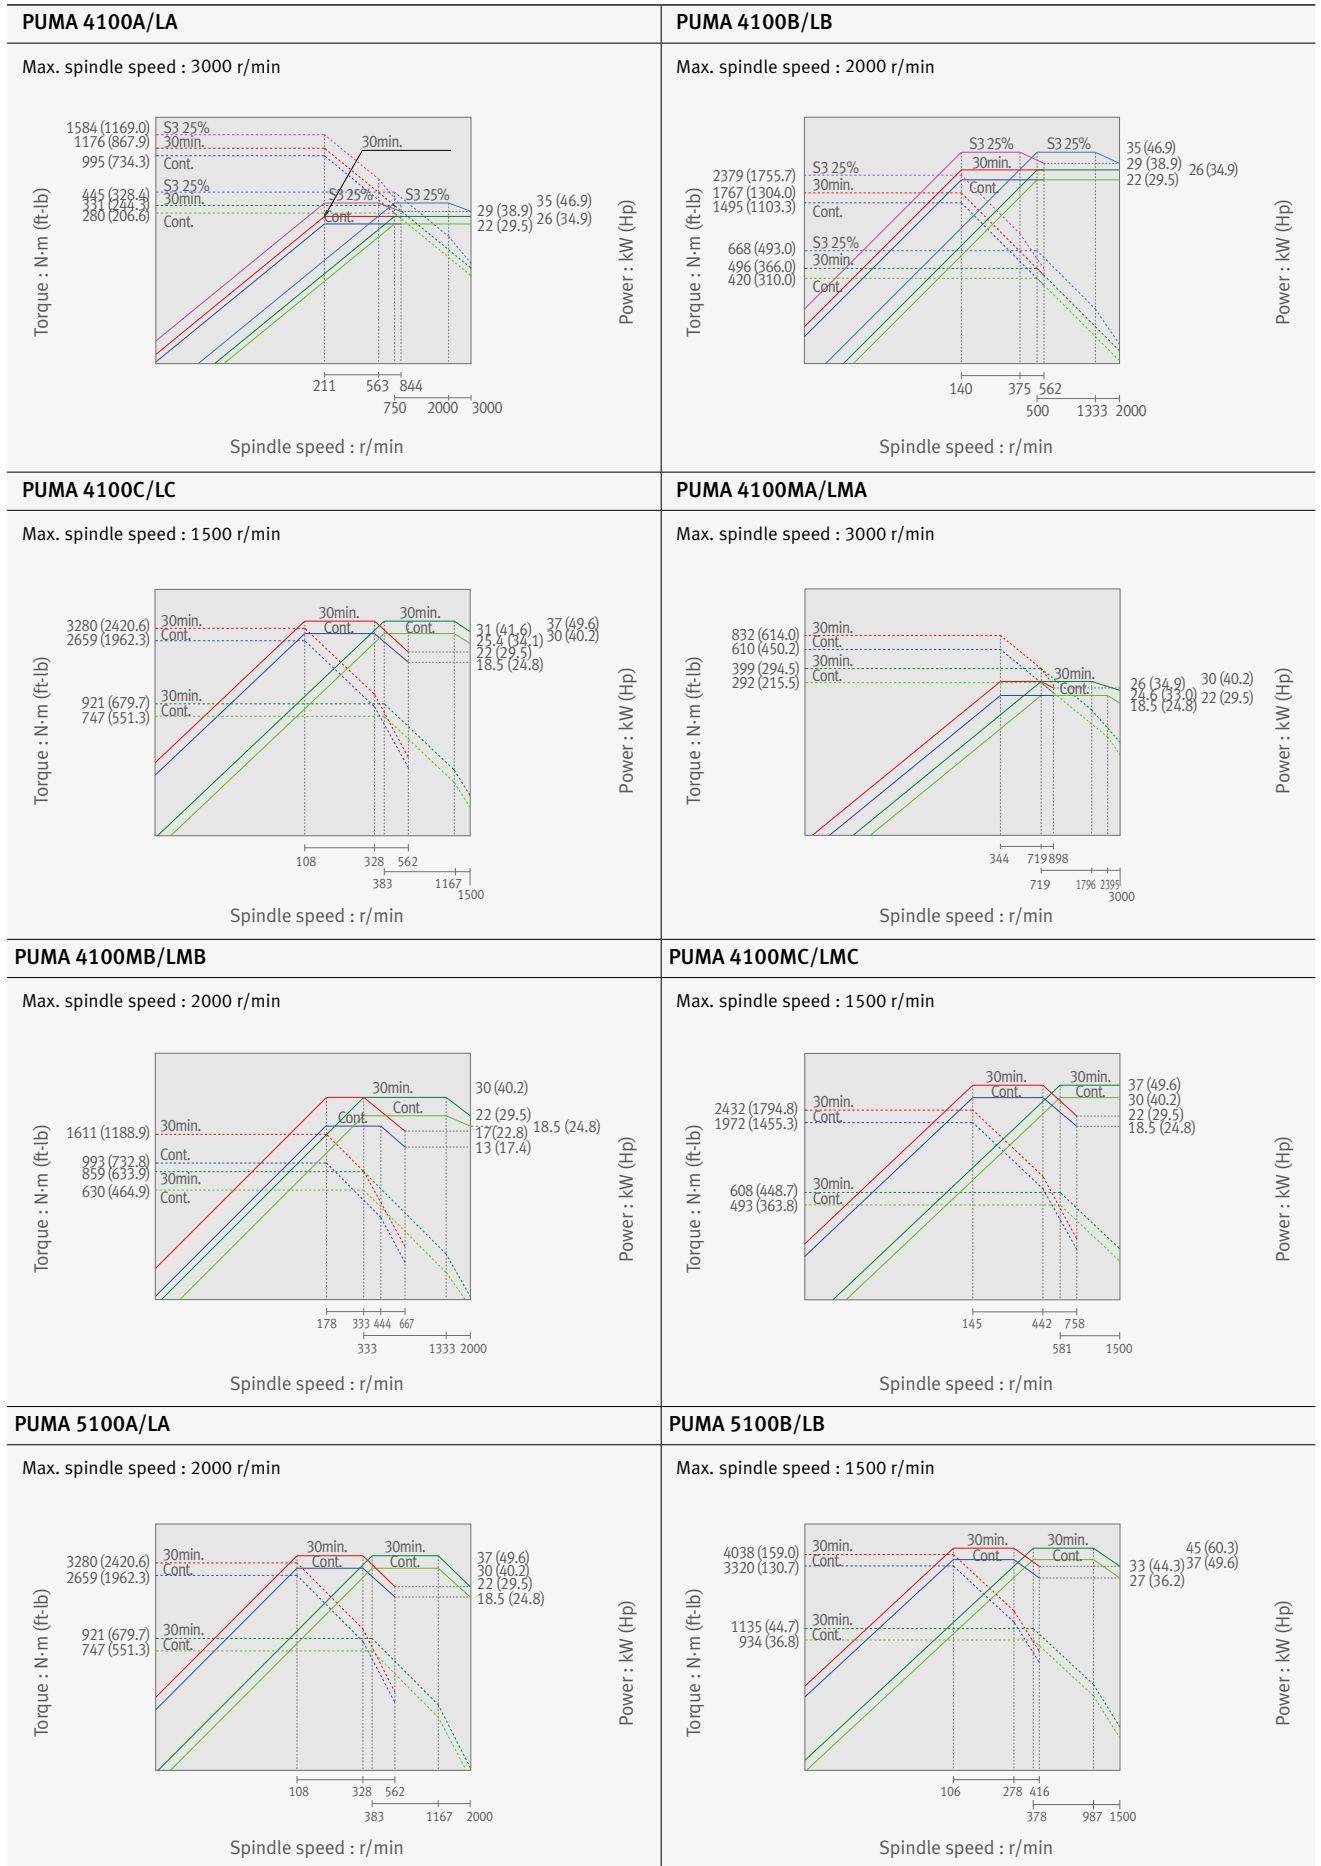 PUMA 4100A/LA
Max. spindle speed : 3000 r/min
Torque : N·m (ft-lb)
1584 (1169.0)
1176 (867.9)
995 (734.3)
445 (328.4)
331 (244.3)
280 (206.6)
S3 25%
30min.
Cont.
S3 25%
30min.
Cont.
30min.
S3 25%
S3 25%
Cont.
35 (46.9)
29 (38.9)
26 (34.9)
22 (29.5)
Power : kW (Hp)
211
563
844
750
2000
3000
Spindle speed : r/min
PUMA 4100B/LB
Max. spindle speed : 2000 r/min
Torque : N·m (ft-lb)
2379 (1755.7)
1767 (1304.0)
1495 (1103.3)
668 (493.0)
496 (366.0)
420 (310.0)
S3 25%
30min.
Cont.
S3 25%
30min.
Cont.
S3 25%
S3 25%
30min.
Cont.
35 (46.9)
29 (38.9)
26 (34.9)
22 (29.5)
Power : kW (Hp)
140
375
562
500
1333
2000
Spindle speed : r/min
PUMA 4100C/LC
Max. spindle speed : 1500 r/min
Torque : N·m (ft-lb)
3280 (2420.6)
2659 (1962.3)
921 (679.7)
747 (551.3)
30min.
Cont.
30min.
Cont.
30min.
Cont.
30min.
Cont.
37 (49.6)
31 (41.6)
30 (40.2)
25.4 (34.1)
22 (29.5)
18.5 (24.8)
Power : kW (Hp)
108
328
562
383
1167
1500
Spindle speed : r/min
PUMA 4100MA/LMA
Max. spindle speed : 3000 r/min
Torque : N·m (ft-lb)
832 (614.0)
610 (450.2)
399 (294.5)
292 (215.5)
30min.
Cont.
30min.
30min.
Cont.
30 (40.2)
26 (34.9)
24.6 (33.0)
22 (29.5)
18.5 (24.8)
Power : kW (Hp)
344
719
898
719
1796
2395
3000
Spindle speed : r/min
PUMA 4100MB/LMB
Max. spindle speed : 2000 r/min
Torque : N·m (ft-lb)
1611 (1188.9)
993 (732.8)
859 (633.9)
630 (464.9)
30min.
Cont.
30min.
Cont.
30min.
Cont.
Cont.
30 (40.2)
22 (29.5)
18.5 (24.8)
17(22.8)
13 (17.4)
Power : kW (Hp)
178
333
444
667
333
1333
2000
Spindle speed : r/min
PUMA 4100MC/LMC
Max. spindle speed : 1500 r/min
Torque : N·m (ft-lb)
2432 (1794.8)
1972 (1455.3)
608 (448.7)
493 (363.8)
30min.
Cont.
30min.
Cont.
30min.
Cont.
30min.
Cont.
37 (49.6)
30 (40.2)
22 (29.5)
18.5 (24.8)
Power : kW (Hp)
145
442
758
581
1500
Spindle speed : r/min
PUMA 5100A/LA
Max. spindle speed : 2000 r/min
Torque : N·m (ft-lb)
3280 (2420.6)
2659 (1962.3)
921 (679.7)
747 (551.3)
30min.
Cont.
30min.
Cont.
30min.
Cont.
30min.
Cont.
37 (49.6)
30 (40.2)
22 (29.5)
18.5 (24.8)
Power : kW (Hp)
108
328
562
383
1167
2000
Spindle speed : r/min
PUMA 5100B/LB
Max. spindle speed : 1500 r/min
Torque : N·m (ft-lb)
4038 (159.0)
3320 (130.7)
1135 (44.7)
934 (36.8)
30min.
Cont.
30min.
Cont.
30min.
Cont.
30min.
Cont.
45 (60.3)
33 (44.3)
37 (49.6)
27 (36.2)
Power : kW (Hp)
106
278
416
378
987
1500
Spindle speed : r/min